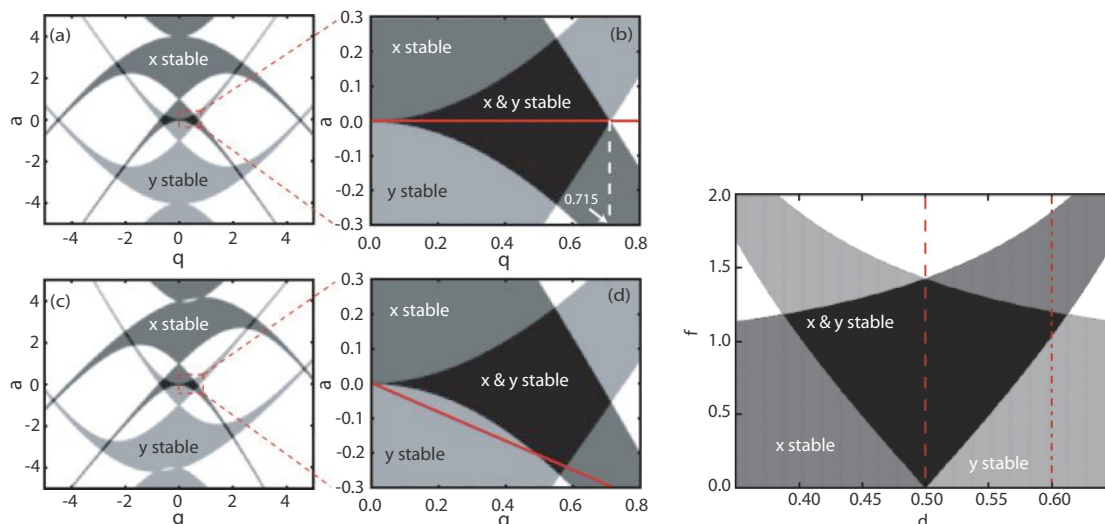 (a)
x stable
y stable
a
4
2
0
-2
-4
-4 -2 0 2 4
q
(b)
x stable
x & y stable
y stable
0.715
a
0.3
0.2
0.1
0.0
-0.1
-0.2
-0.3
0.0 0.2 0.4 0.6 0.8
q
(c)
x stable
y stable
a
4
2
0
-2
-4
-4 -2 0 2 4
q
(d)
x stable
x & y stable
y stable
a
0.3
0.2
0.1
0.0
-0.1
-0.2
-0.3
0.0 0.2 0.4 0.6 0.8
q
f
2.0
1.5
1.0
0.5
0.0
x & y stable
x stable
y stable
0.40 0.45 0.50 0.55 0.60
d